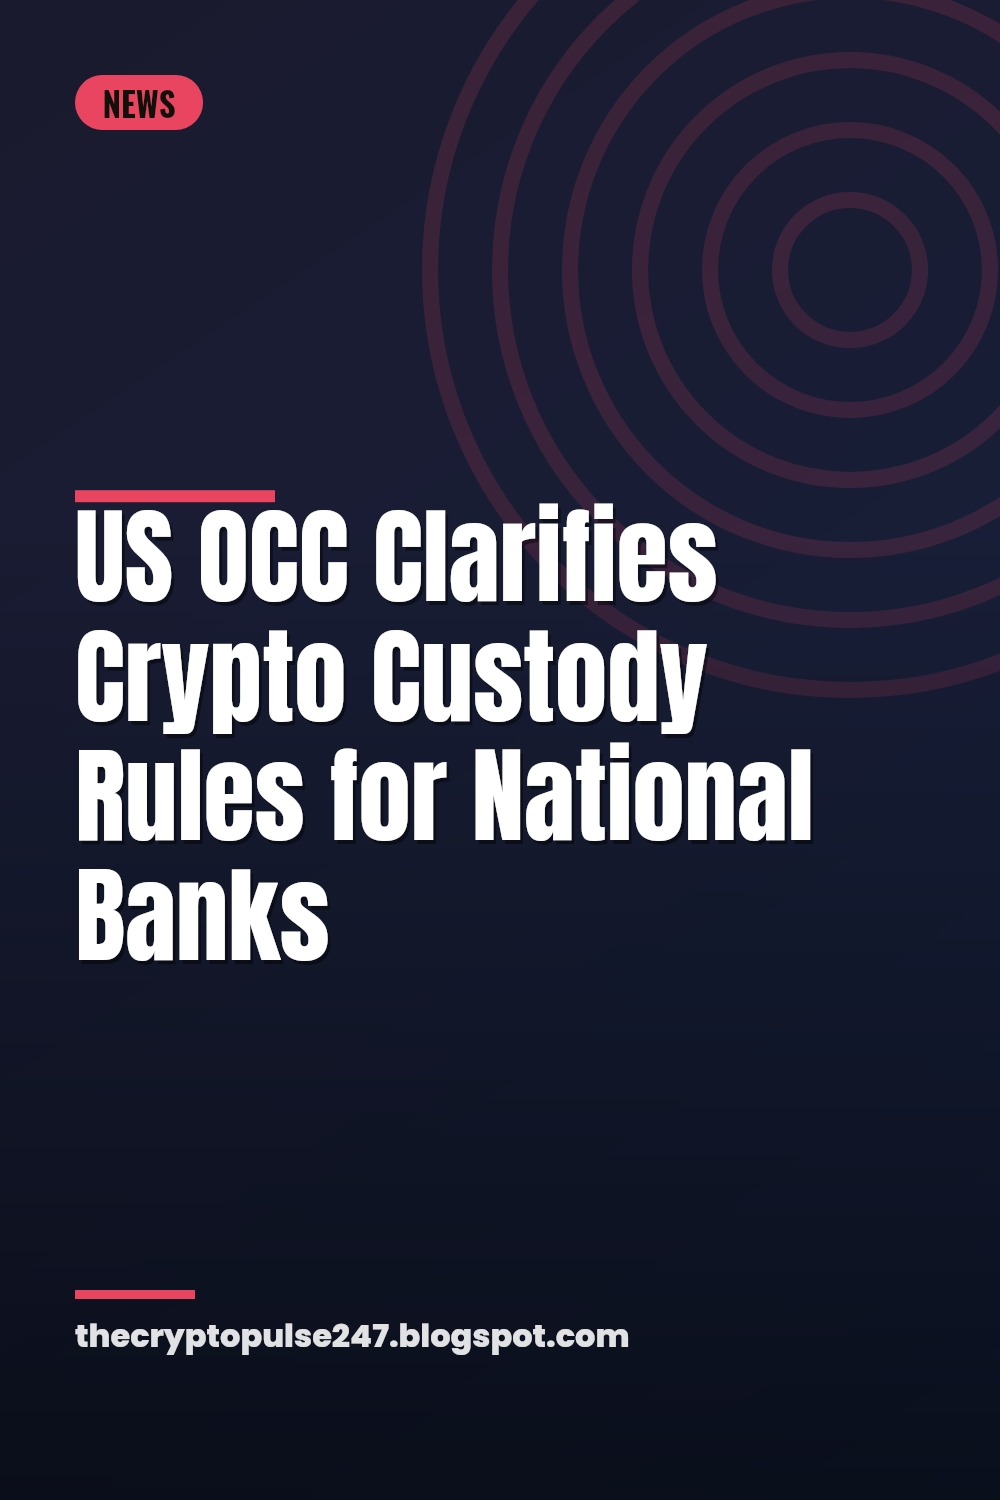 NEWS
US OCC Clarifies
Crypto Custody
Rules for National
Banks
thecryptopulse247.blogspot.com